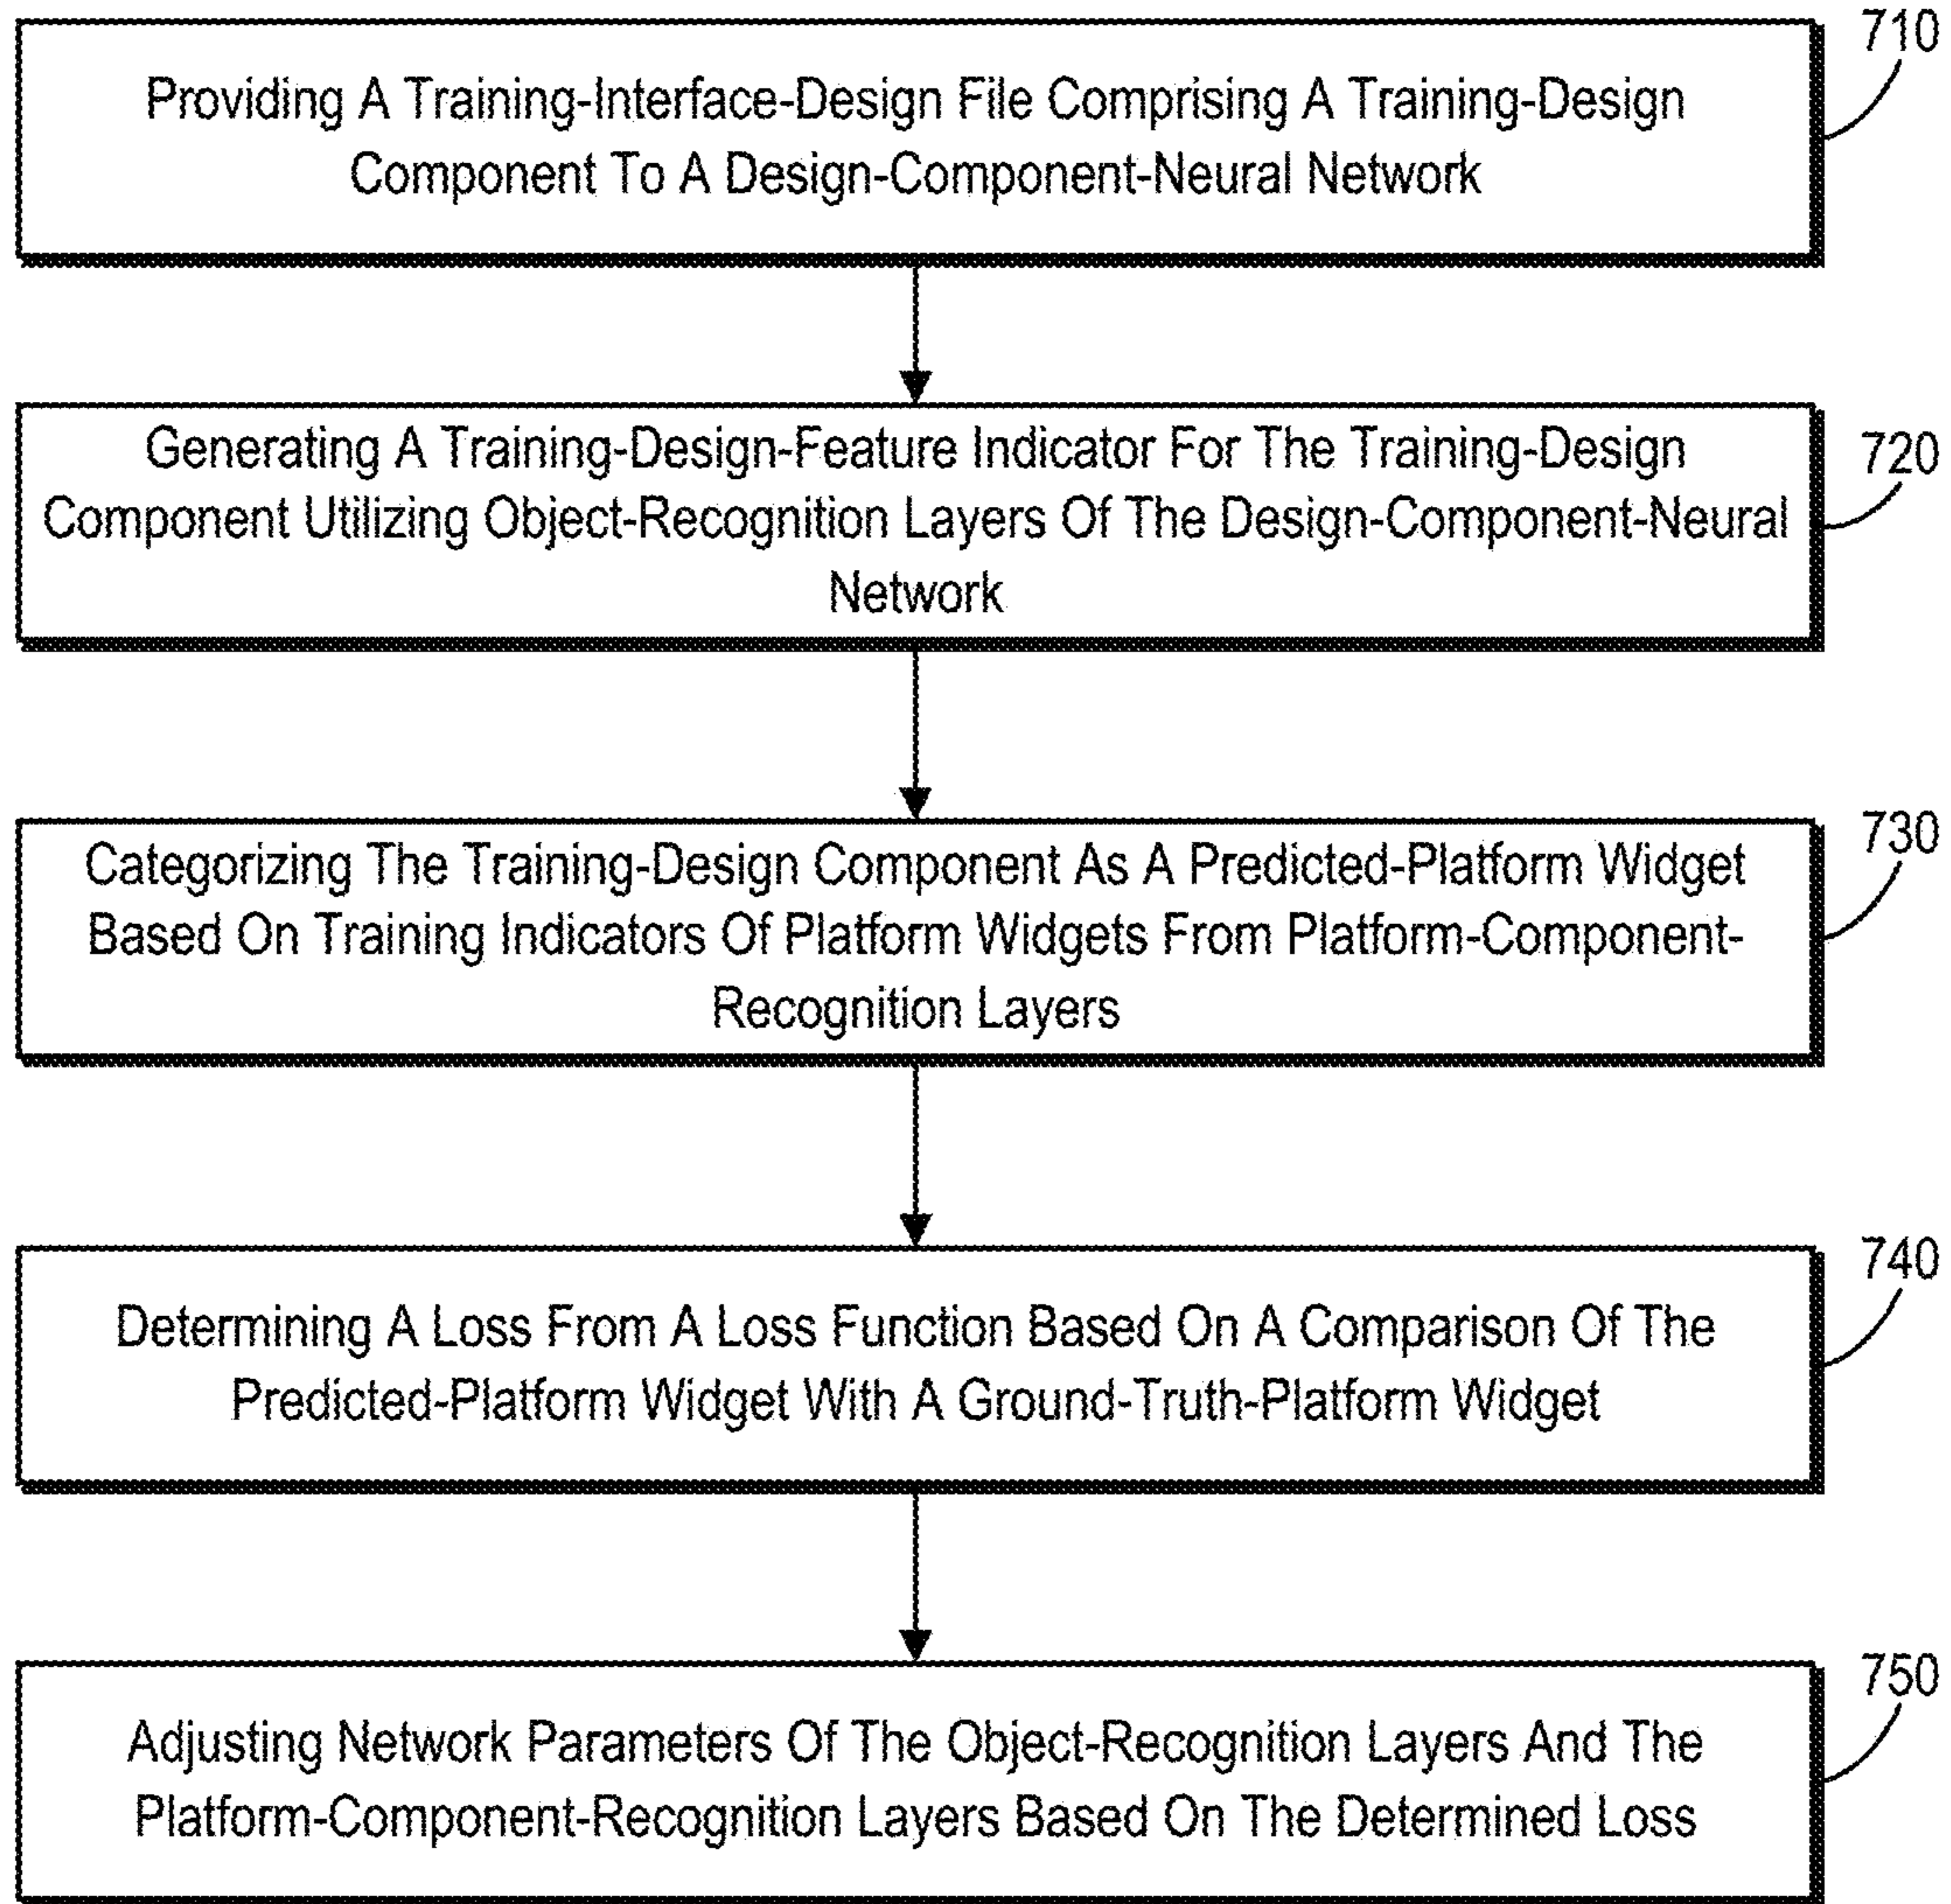 710
Providing A Training-Interface-Design File Comprising A Training-Design
Component To A Design-Component-Neural Network
720
Generating A Training-Design-Feature Indicator For The Training-Design
Component Utilizing Object-Recognition Layers Of The Design-Component-Neural
Network
730
Categorizing The Training-Design Component As A Predicted-Platform Widget
Based On Training Indicators Of Platform Widgets From Platform-Component-
Recognition Layers
740
Determining A Loss From A Loss Function Based On A Comparison Of The
Predicted-Platform Widget With A Ground-Truth-Platform Widget
750
Adjusting Network Parameters Of The Object-Recognition Layers And The
Platform-Component-Recognition Layers Based On The Determined Loss